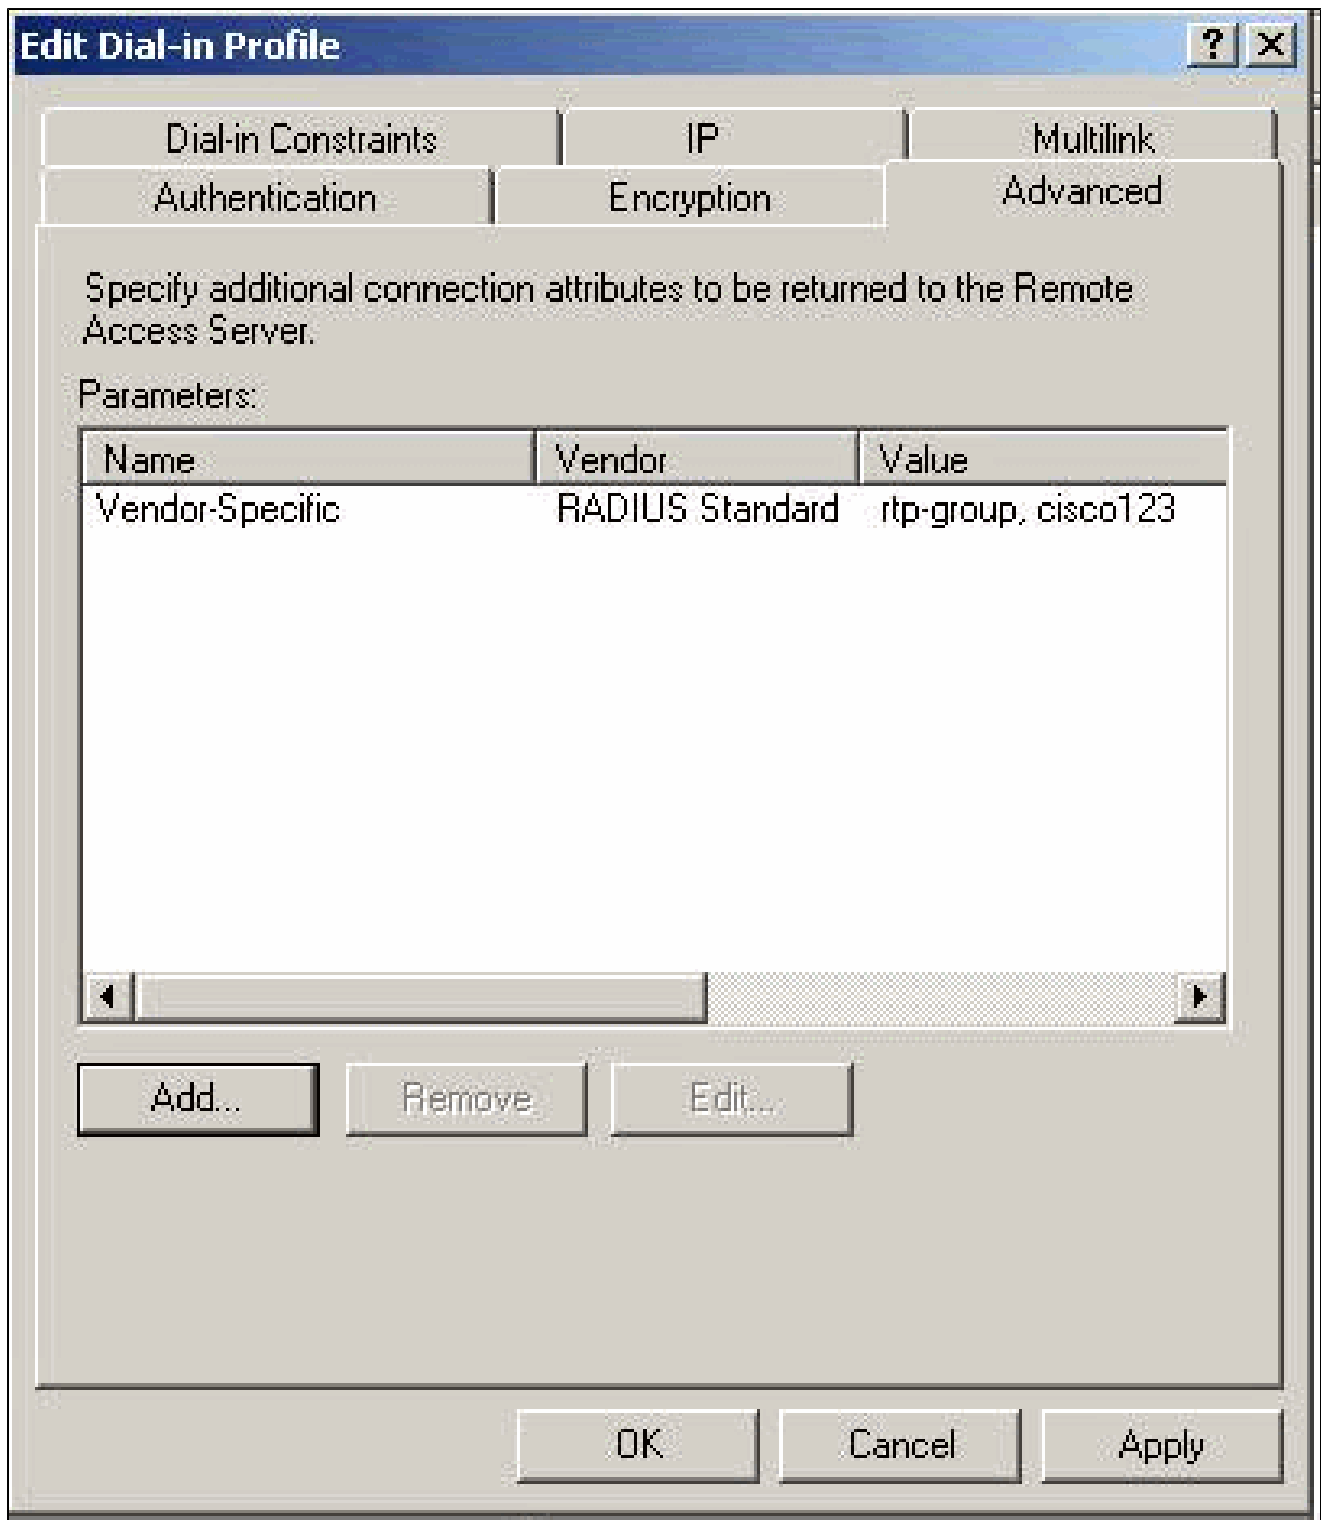 Edit Dial-in Profile
Dial-in Constraints IP Multilink
Authentication Encryption Advanced
Specify additional connection attributes to be returned to the Remote
Access Server.
Parameters:
Name Vendor Value
Vendor-Specific RADIUS Standard rtp-group, cisco123
Add... Remove Edit...
OK Cancel Apply